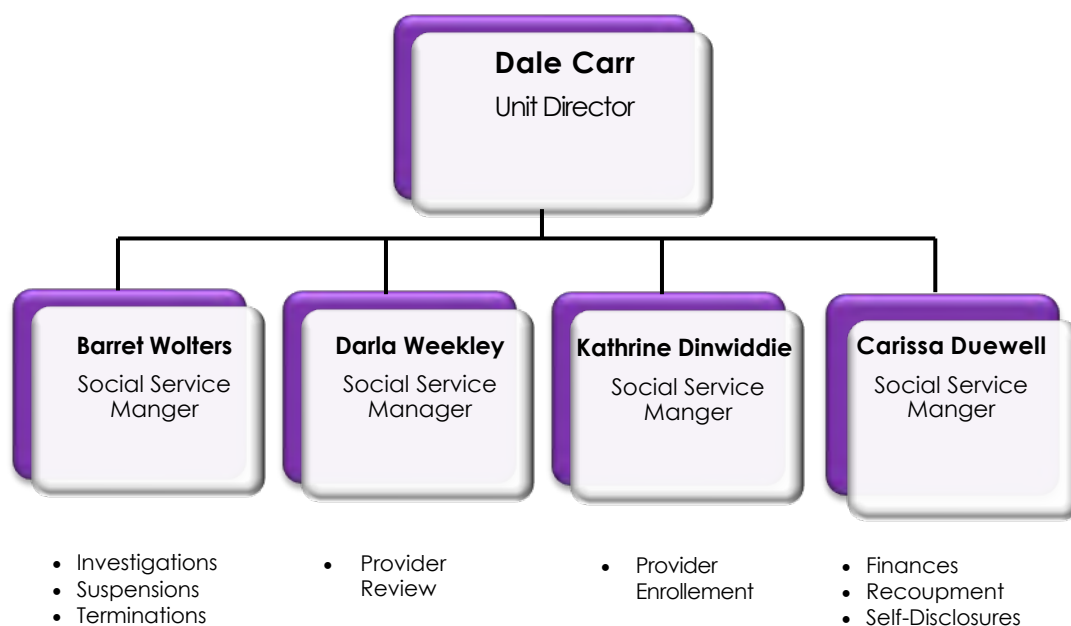 Dale Carr
Unit Director
Barret Wolters
Social Service
Manger
Darla Weekley
Social Service
Manager
Kathrine Dinwiddie
Social Service
Manger
Carissa Duewell
Social Service
Manger
• Investigations
• Suspensions
• Terminations
• Provider
Review
• Provider
Enrollement
• Finances
• Recoupment
• Self-Disclosures